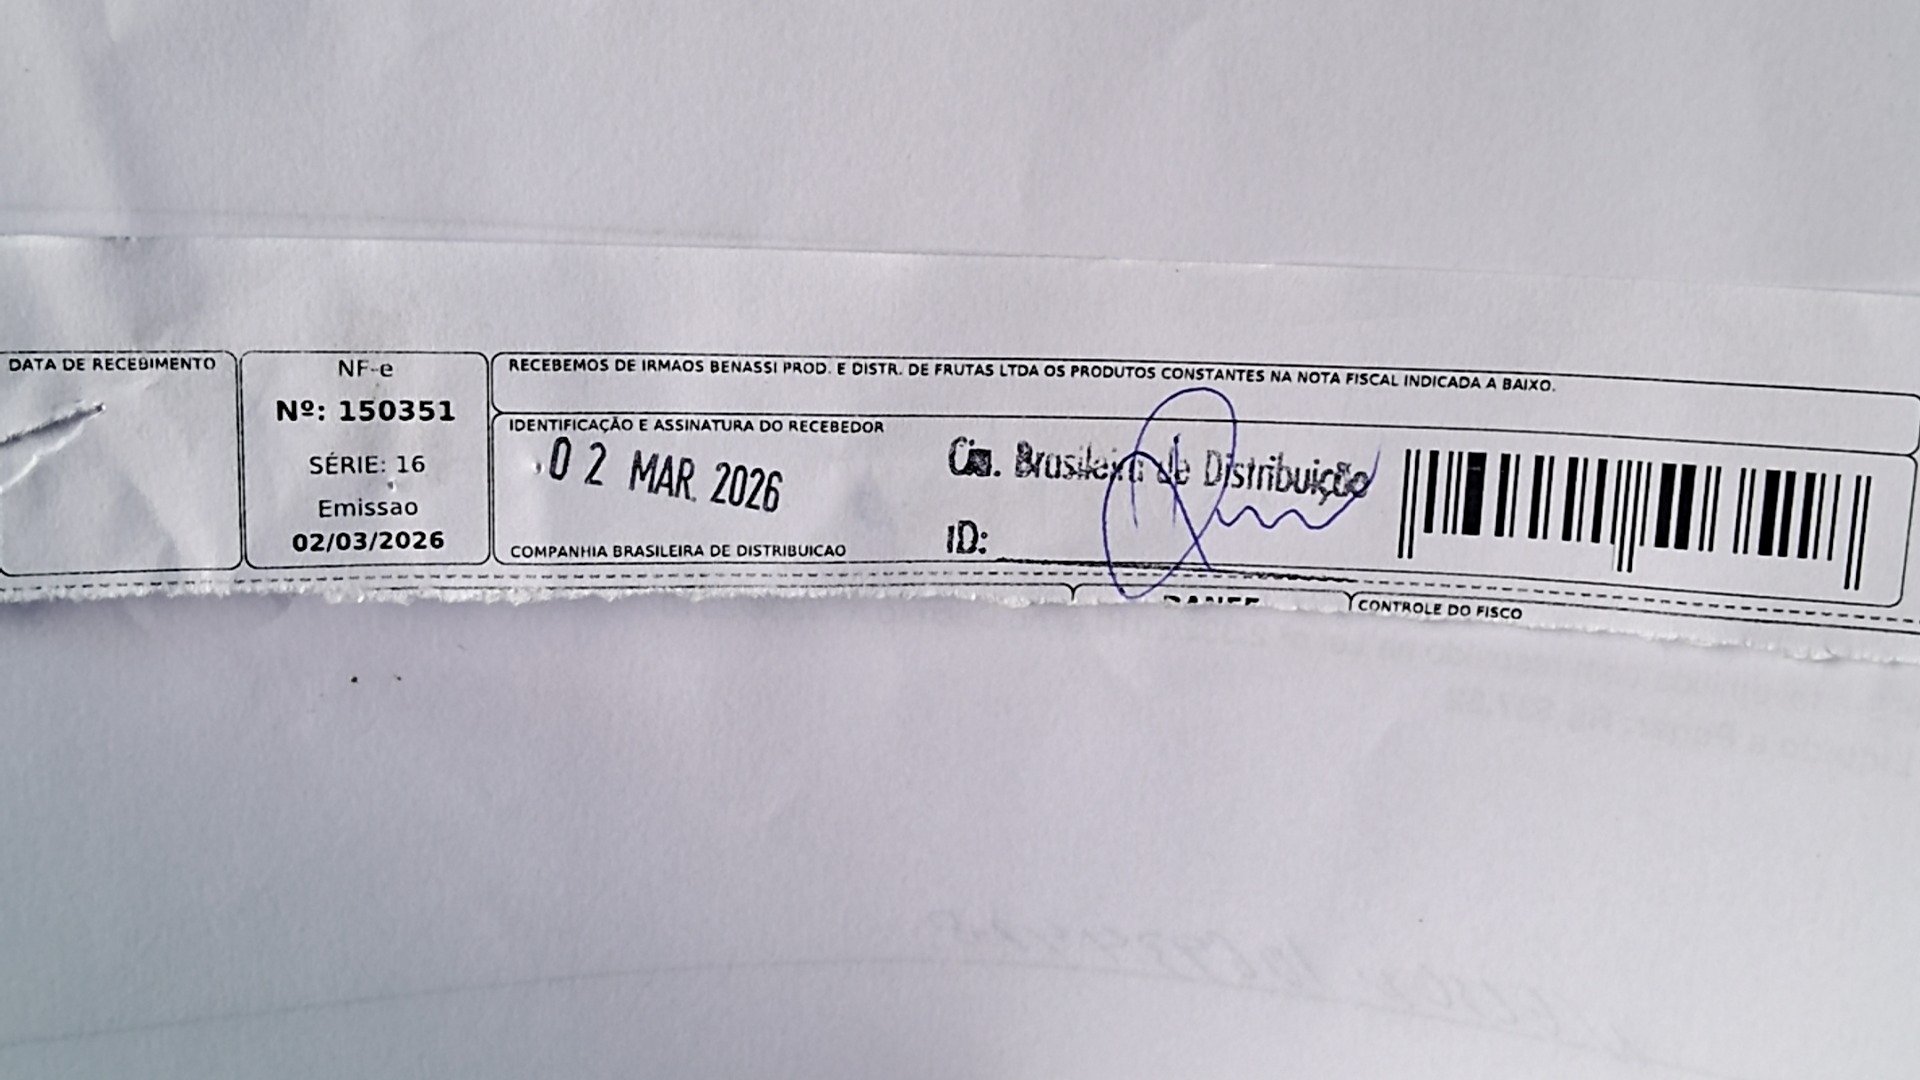 DATA DE RECEBIMENTO
NF-e
Nº: 150351
SÉRIE: 16
Emissao
02/03/2026
RECEBEMOS DE IRMAOS BENASSI PROD. E DISTR. DE FRUTAS LTDA OS PRODUTOS CONSTANTES NA NOTA FISCAL INDICADA A BAIXO.
IDENTIFICAÇÃO E ASSINATURA DO RECEBEDOR
02 MAR. 2026
Cia. Brasileira de Distribuição
ID:
COMPANHIA BRASILEIRA DE DISTRIBUICAO
CONTROLE DO FISCO